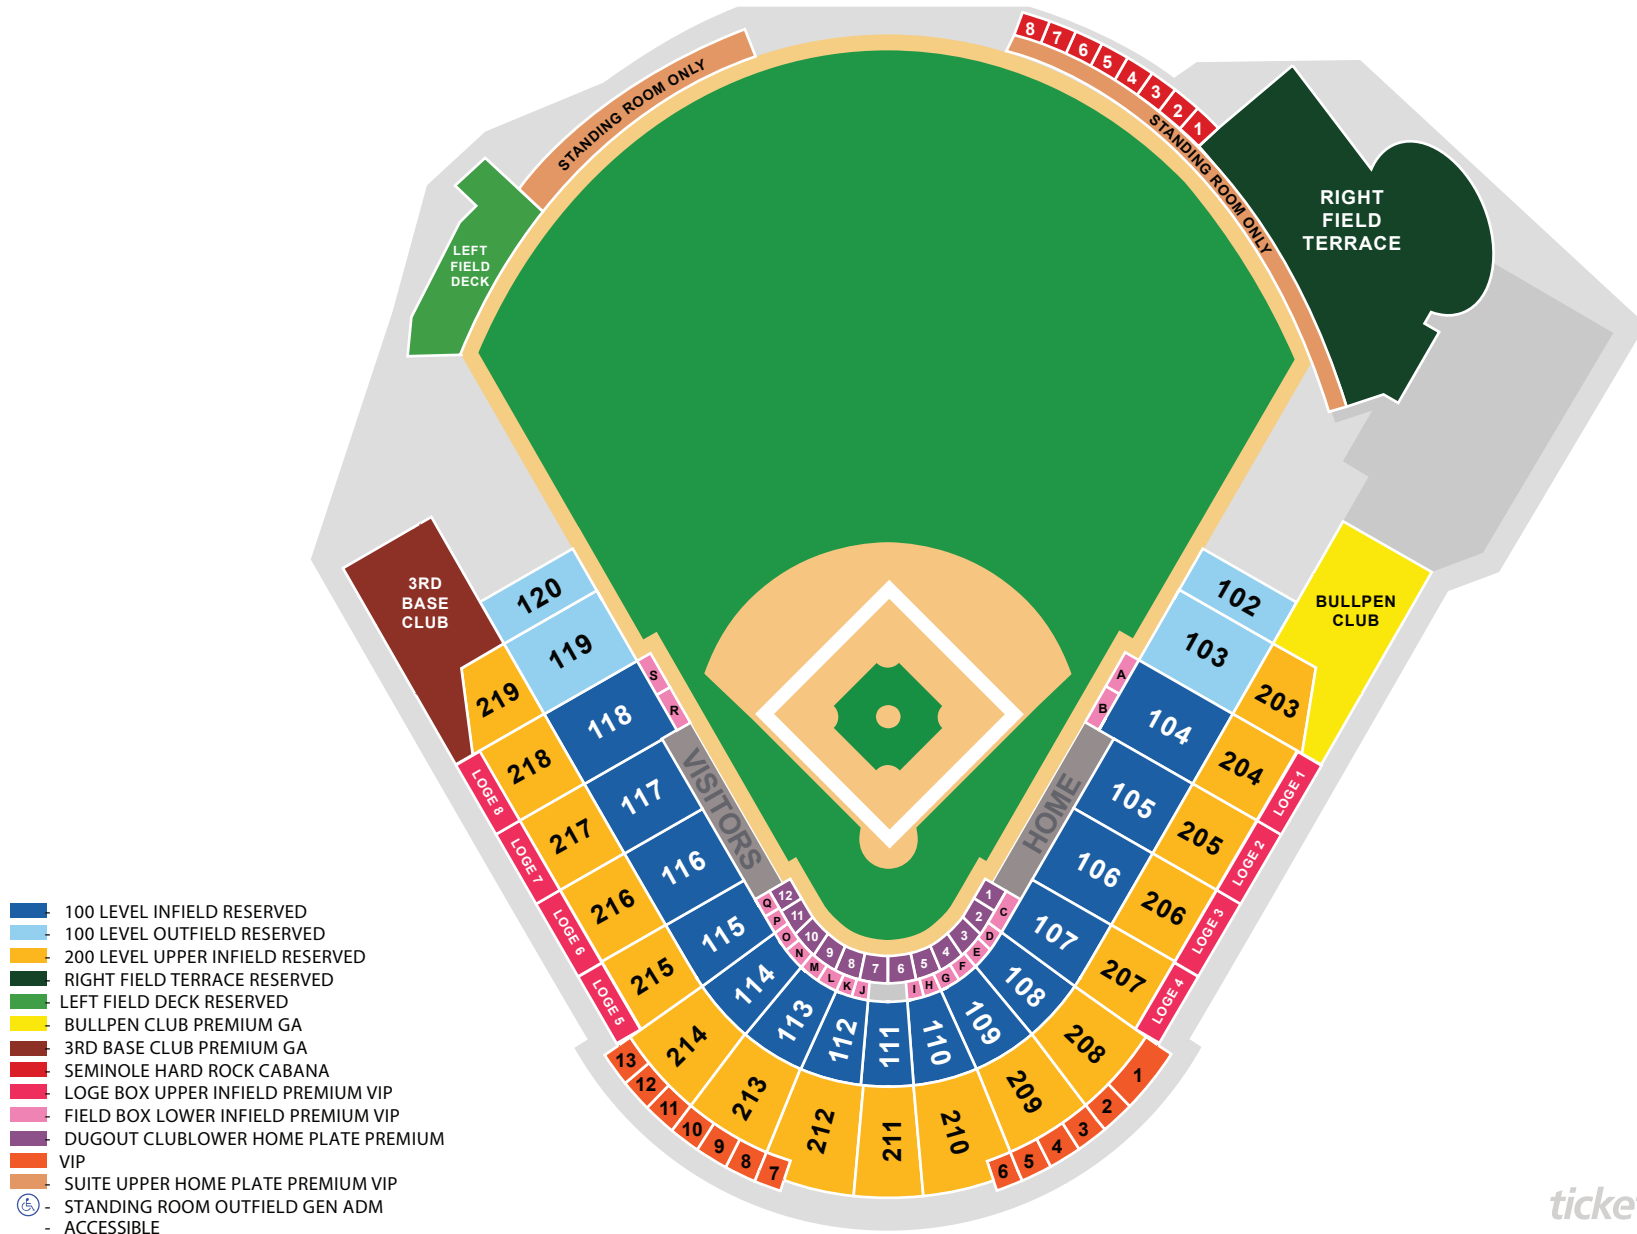 8
7
6
5
4
3
2
1
STANDING ROOM ONLY
STANDING ROOM ONLY
RIGHT
FIELD
TERRACE
LEFT
FIELD
DECK
3RD
BASE
CLUB
BULLPEN
CLUB
120
119
118
117
116
115
114
113
112
111
110
109
108
107
106
105
104
103
102
219
218
217
216
215
214
213
212
211
210
209
208
207
206
205
204
203
S
R
VISITORS
A
B
HOME
Q
P
O
N
M
L
K
J
I
H
G
F
E
D
C
12
11
10
9
8
7
6
5
4
3
2
1
LOGE 8
LOGE 7
LOGE 6
LOGE 5
LOGE 1
LOGE 2
LOGE 3
LOGE 4
13
12
11
10
9
8
7
6
5
4
3
2
1
- 100 LEVEL INFIELD RESERVED
- 100 LEVEL OUTFIELD RESERVED
- 200 LEVEL UPPER INFIELD RESERVED
- RIGHT FIELD TERRACE RESERVED
- LEFT FIELD DECK RESERVED
- BULLPEN CLUB PREMIUM GA
- 3RD BASE CLUB PREMIUM GA
- SEMINOLE HARD ROCK CABANA
- LOGE BOX UPPER INFIELD PREMIUM VIP
- FIELD BOX LOWER INFIELD PREMIUM VIP
- DUGOUT CLUBLOWER HOME PLATE PREMIUM
- VIP
- SUITE UPPER HOME PLATE PREMIUM VIP
- STANDING ROOM OUTFIELD GEN ADM
- ACCESSIBLE